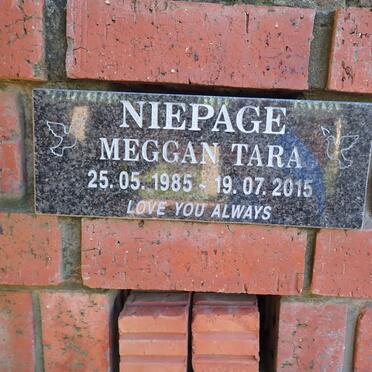 NIEPAGE
MEGGAN TARA
25. 05. 1985 - 19. 07. 2015
LOVE YOU ALWAYS